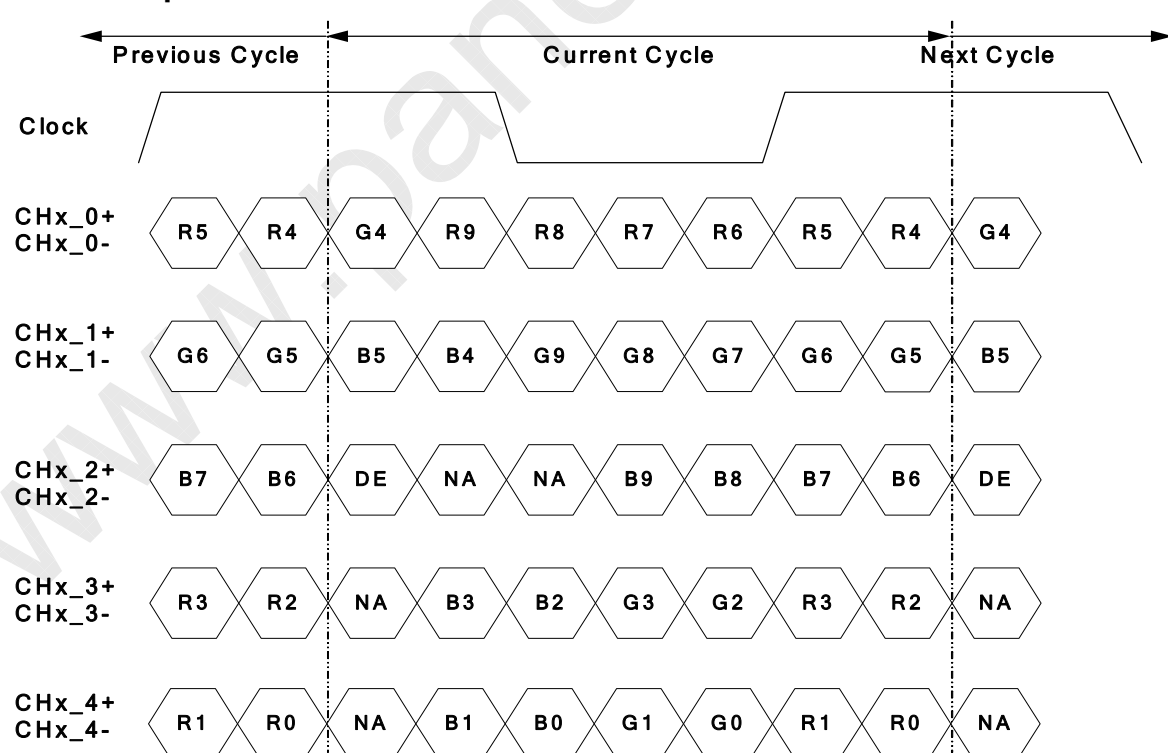 Previous Cycle Current Cycle Next Cycle
Clock
CHx_0+
CHx_0-
R5 R4 G4 R9 R8 R7 R6 R5 R4 G4
CHx_1+
CHx_1-
G6 G5 B5 B4 G9 G8 G7 G6 G5 B5
CHx_2+
CHx_2-
B7 B6 DE NA NA B9 B8 B7 B6 DE
CHx_3+
CHx_3-
R3 R2 NA B3 B2 G3 G2 R3 R2 NA
CHx_4+
CHx_4-
R1 R0 NA B1 B0 G1 G0 R1 R0 NA